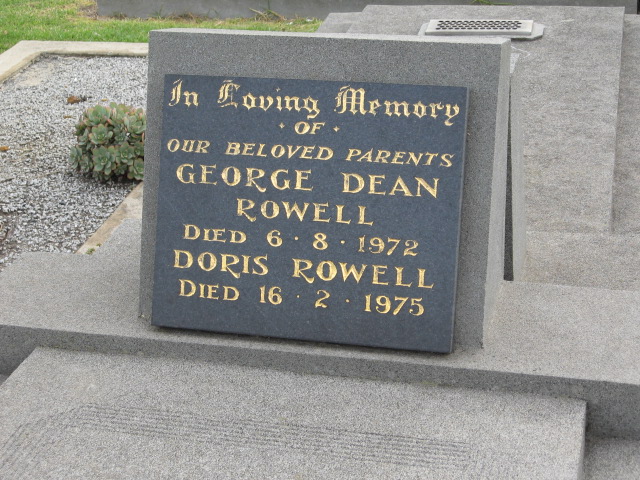 In Loving Memory
· OF ·
OUR BELOVED PARENTS
GEORGE DEAN
ROWELL
DIED 6 · 8 · 1972
DORIS ROWELL
DIED 16 · 2 · 1975